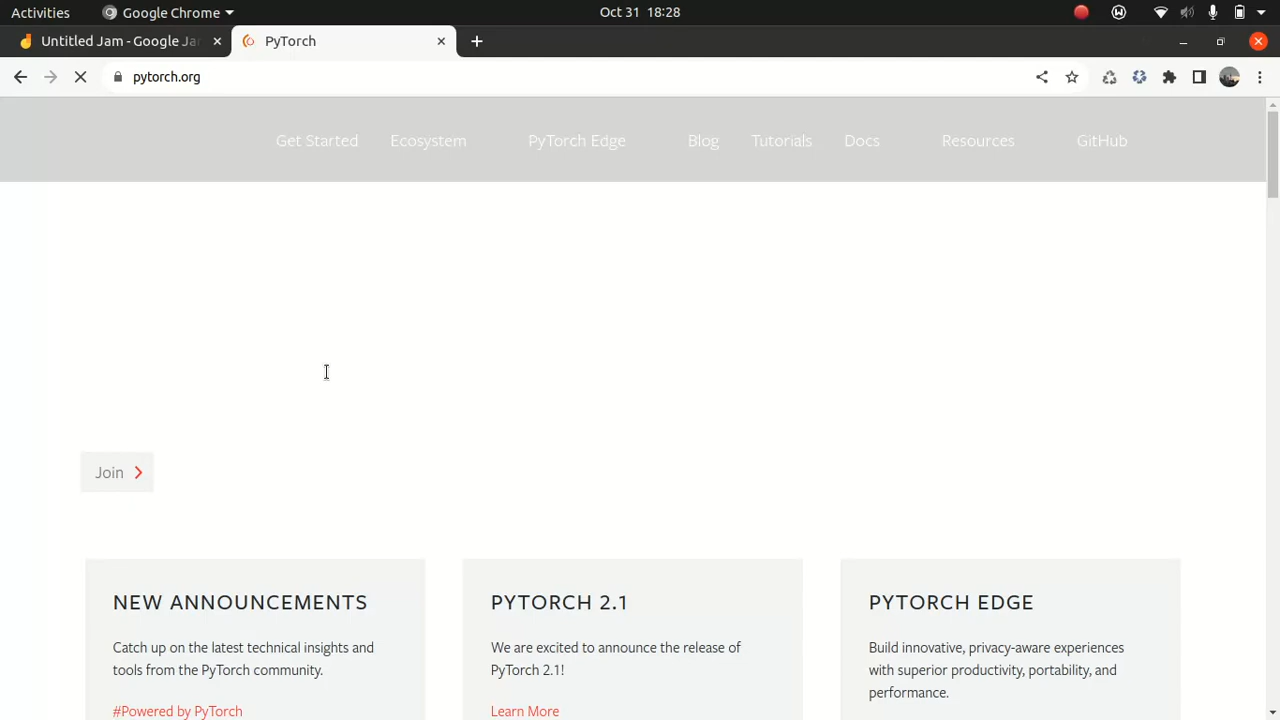 Activities Google Chrome Oct 31 18:28
Untitled Jam - Google Ja PyTorch
pytorch.org
Get Started Ecosystem PyTorch Edge Blog Tutorials Docs Resources GitHub
Join
NEW ANNOUNCEMENTS
Catch up on the latest technical insights and
tools from the PyTorch community.
#Powered by PyTorch
PYTORCH 2.1
We are excited to announce the release of
PyTorch 2.1!
Learn More
PYTORCH EDGE
Build innovative, privacy-aware experiences
with superior productivity, portability, and
performance.